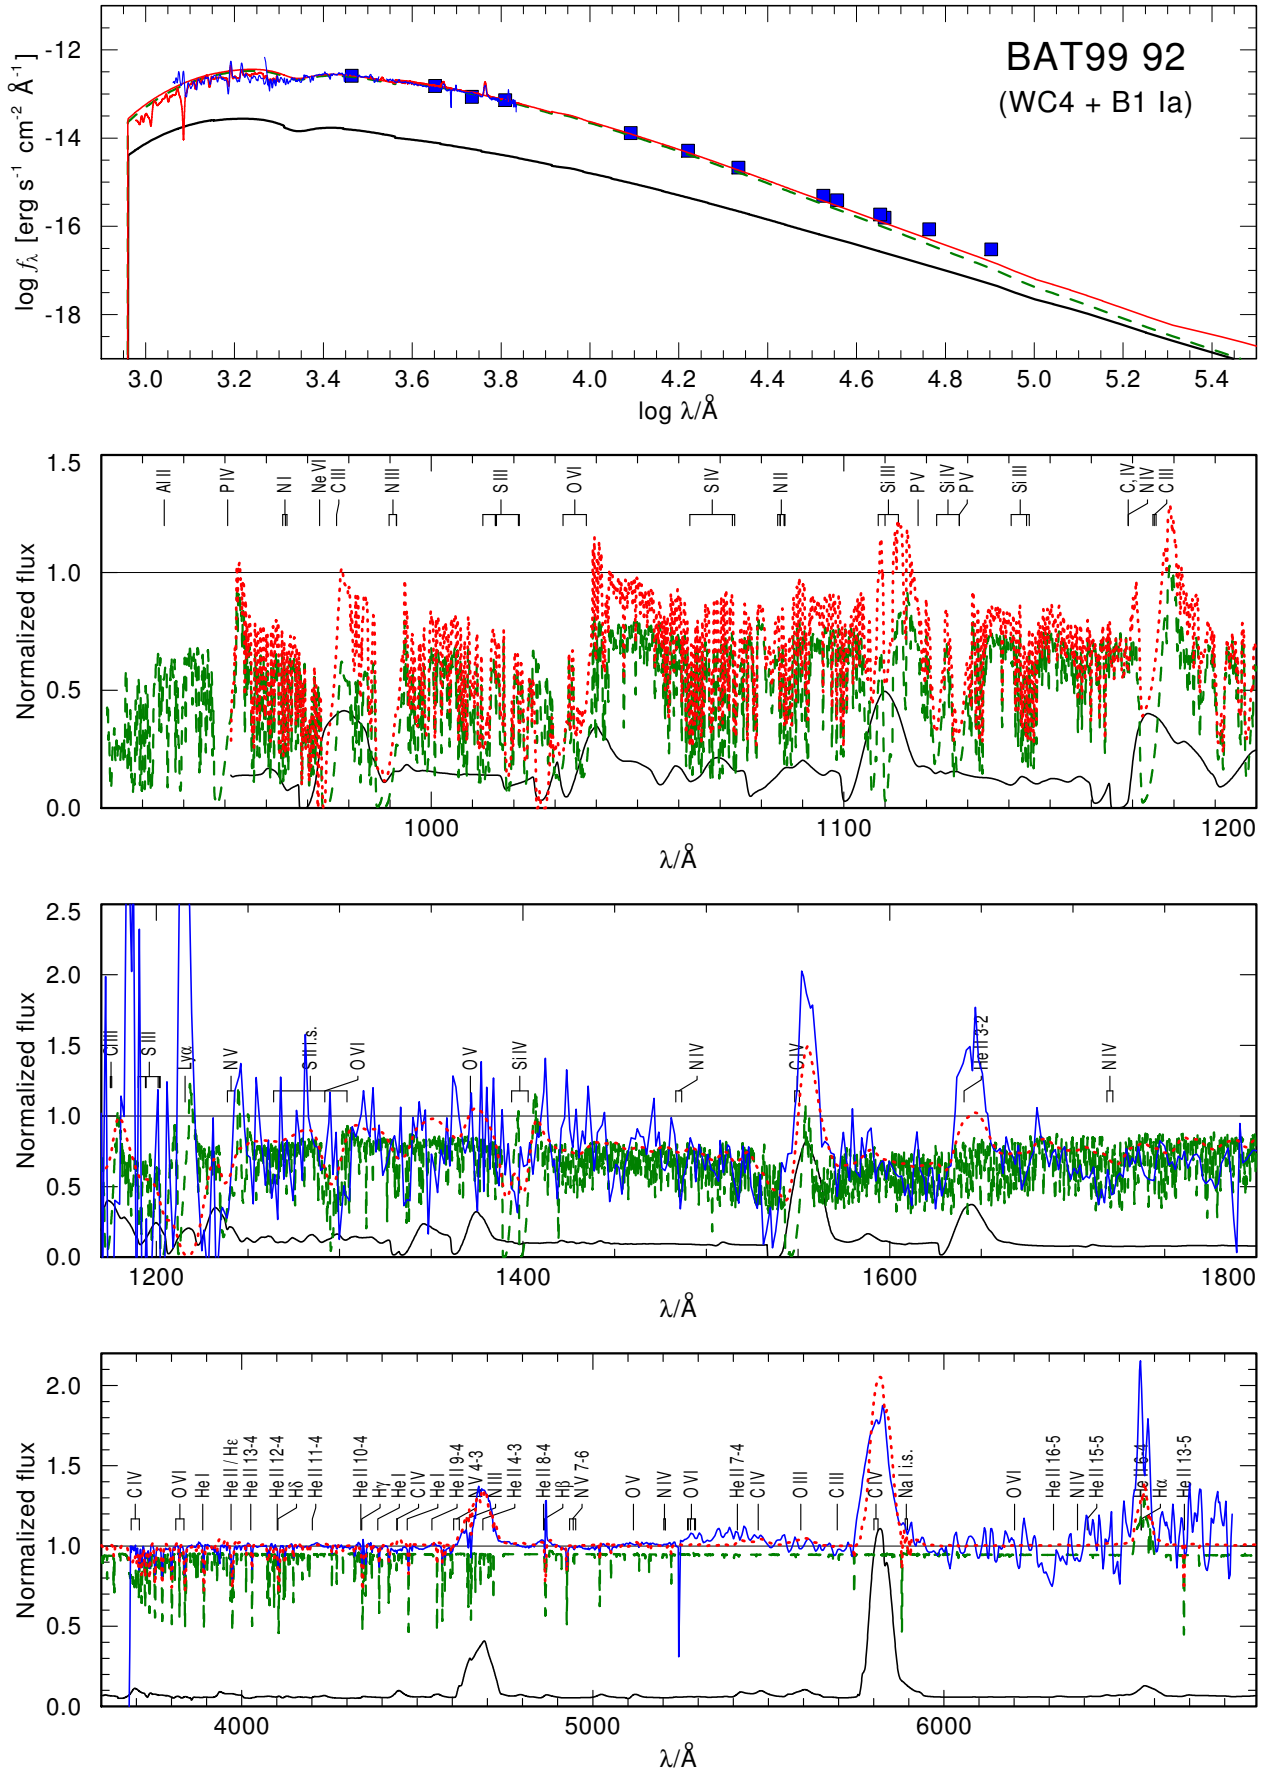 BAT99 92
(WC4 + B1 Ia)
log fλ [erg s⁻¹ cm⁻² Å⁻¹]
-12
-14
-16
-18
3.0 3.2 3.4 3.6 3.8 4.0 4.2 4.4 4.6 4.8 5.0 5.2 5.4
log λ/Å
Normalized flux
1.5
1.0
0.5
0.0
Al II P IV N I Ne VI C III N III S III O VI S IV N II Si III P V Si IV P V Si III C, IV N IV C III
1000 1100 1200
λ/Å
Normalized flux
2.5
2.0
1.5
1.0
0.5
0.0
C III S III Lyα N V S II i.s. O VI O V Si IV N IV C IV He II 3-2 N IV
1200 1400 1600 1800
λ/Å
Normalized flux
2.0
1.5
1.0
0.5
0.0
C IV O VI He I He II / Hε He II 13-4 He II 12-4 Hδ He II 11-4 He II 10-4 Hγ He I C IV He I He II 9-4 N V 4-3 N III He II 4-3 He II 8-4 Hβ N V 7-6 O V N IV O VI He II 7-4 C IV O III C III C IV Na I i.s. O VI He II 16-5 N IV He II 15-5 He II 6-4 Hα He II 13-5
4000 5000 6000
λ/Å